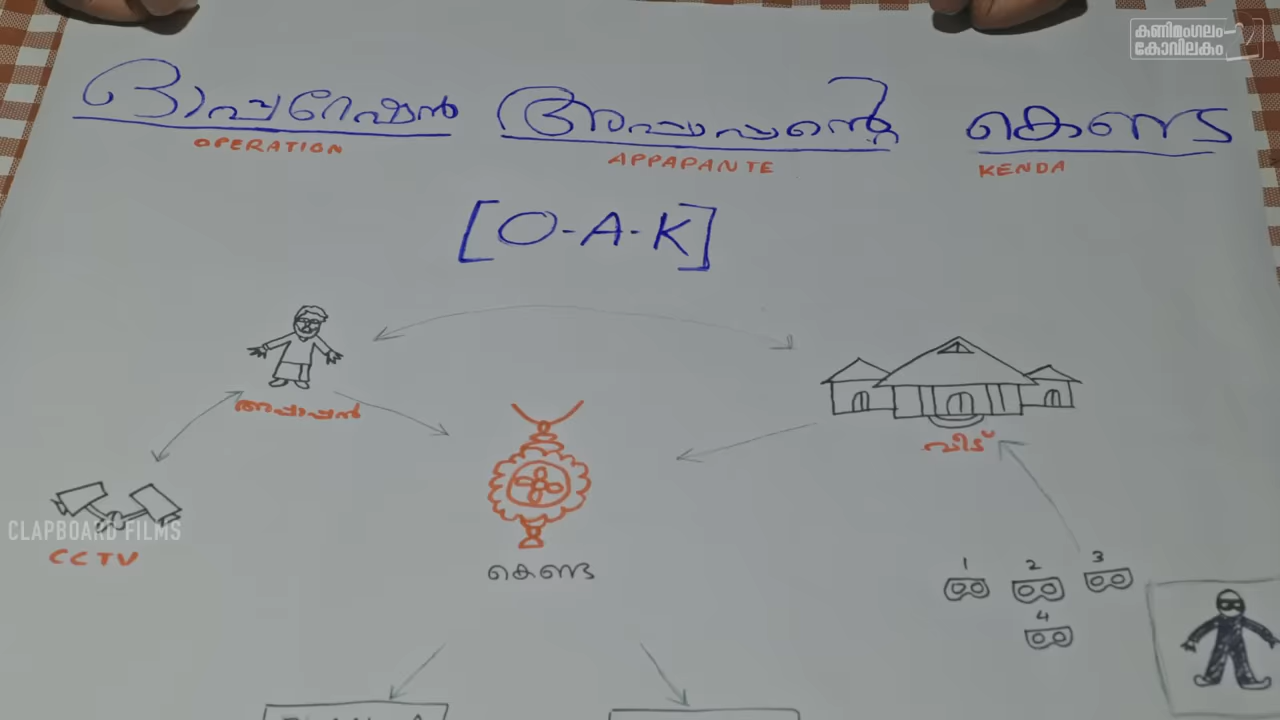 കണിമംഗലം
കോവിലകം
ഓപ്പറേഷൻ അപ്പാപ്പന്റെ കെണ്ട
OPERATION APPAPANTE KENDA
[O-A-K]
അപ്പാപ്പൻ
വീട്
CLAPBOARD FILMS
CCTV
കെണ്ട
1 2 3
4